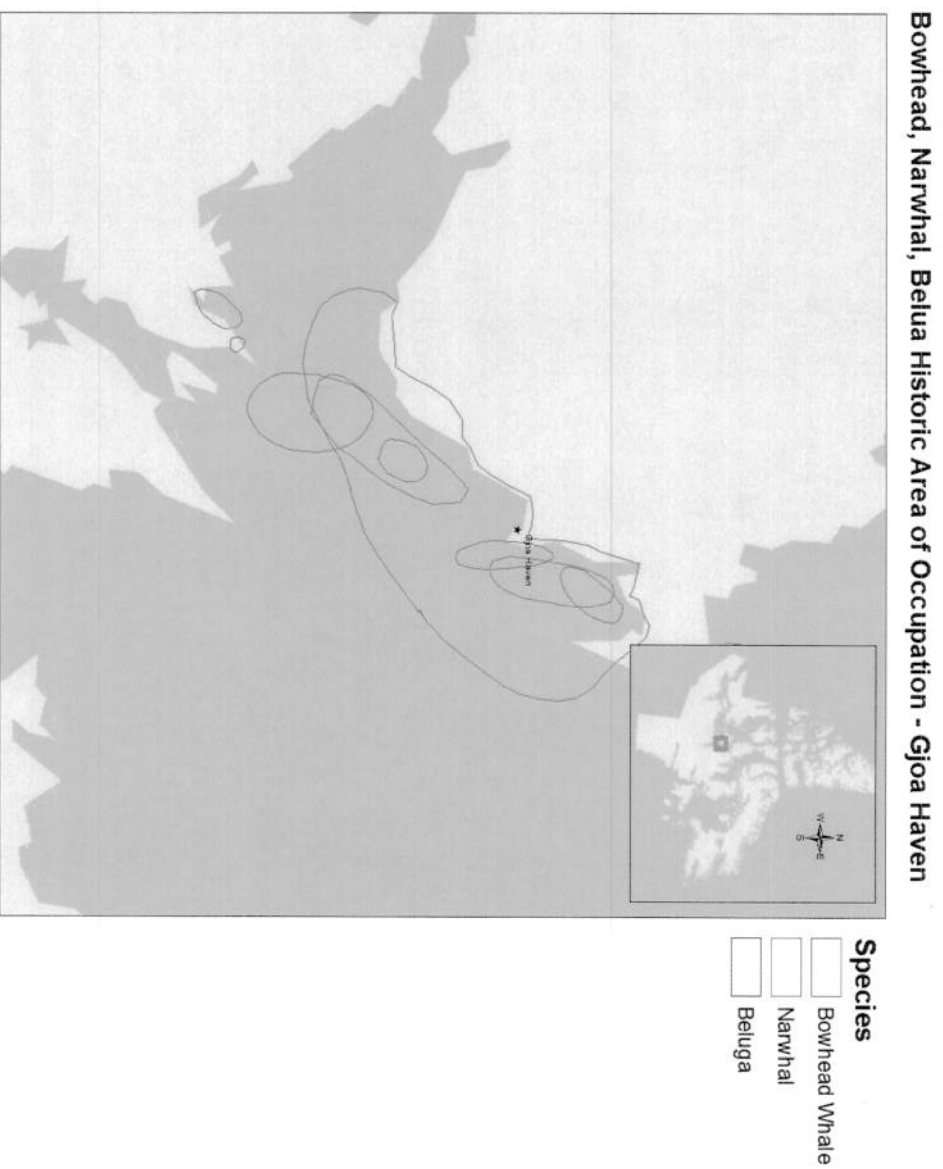 Bowhead, Narwhal, Belua Historic Area of Occupation - Gjoa Haven
Gjoa Haven
N
W
E
S
Species
Bowhead Whale
Narwhal
Beluga